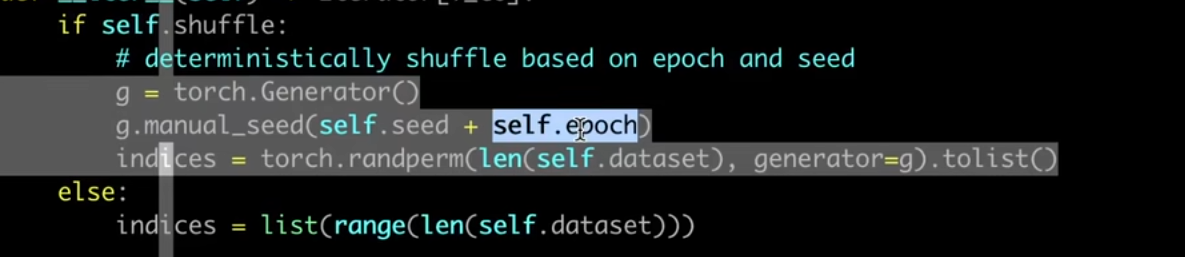 if self.shuffle:
# deterministically shuffle based on epoch and seed
g = torch.Generator()
g.manual_seed(self.seed + self.epoch)
indices = torch.randperm(len(self.dataset), generator=g).tolist()
else:
indices = list(range(len(self.dataset)))